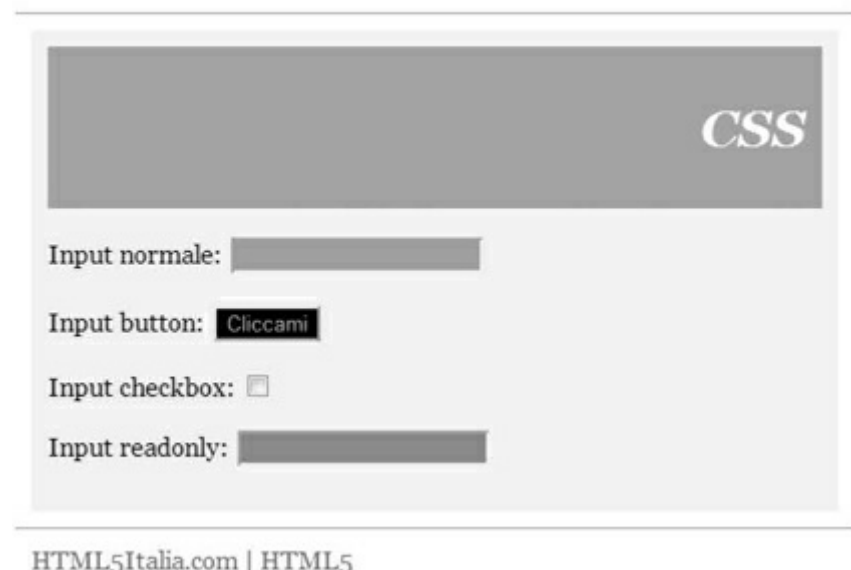 CSS
Input normale:
Input button: Cliccami
Input checkbox:
Input readonly:
HTML5Italia.com | HTML5